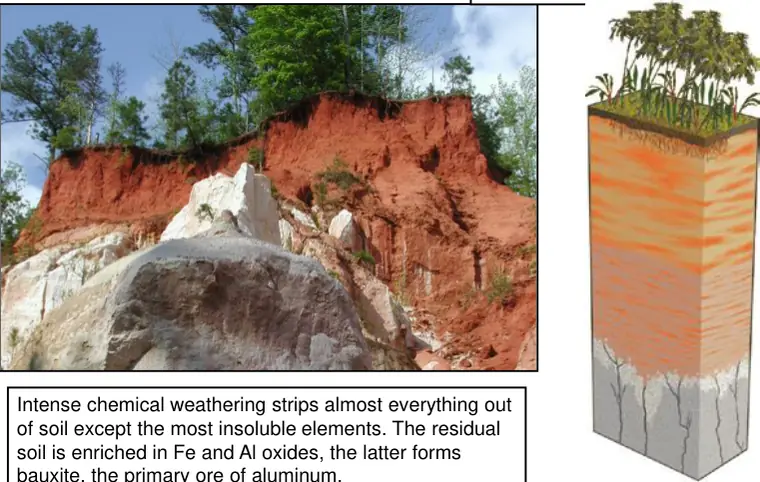 Intense chemical weathering strips almost everything out
of soil except the most insoluble elements. The residual
soil is enriched in Fe and Al oxides, the latter forms
bauxite, the primary ore of aluminum.